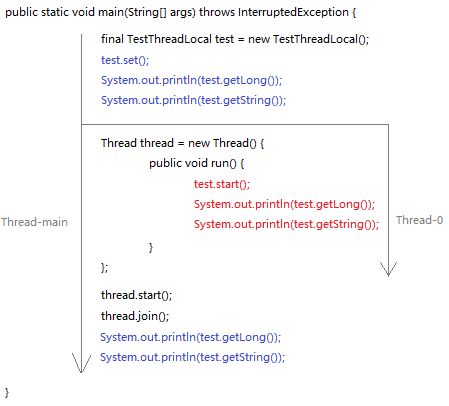 public static void main(String[] args) throws InterruptedException {
final TestThreadLocal test = new TestThreadLocal();
test.set();
System.out.println(test.getLong());
System.out.println(test.getString());
Thread thread = new Thread() {
public void run() {
test.start();
System.out.println(test.getLong());
System.out.println(test.getString());
Thread-main
Thread-0
}
};
thread.start();
thread.join();
System.out.println(test.getLong());
System.out.println(test.getString());
}